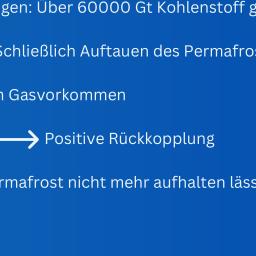 gen: Über 60000 Gt Kohlenstoff g
Schließlich Auftauen des Permafros
n Gasvorkommen
Positive Rückkopplung
rmafrost nicht mehr aufhalten läss